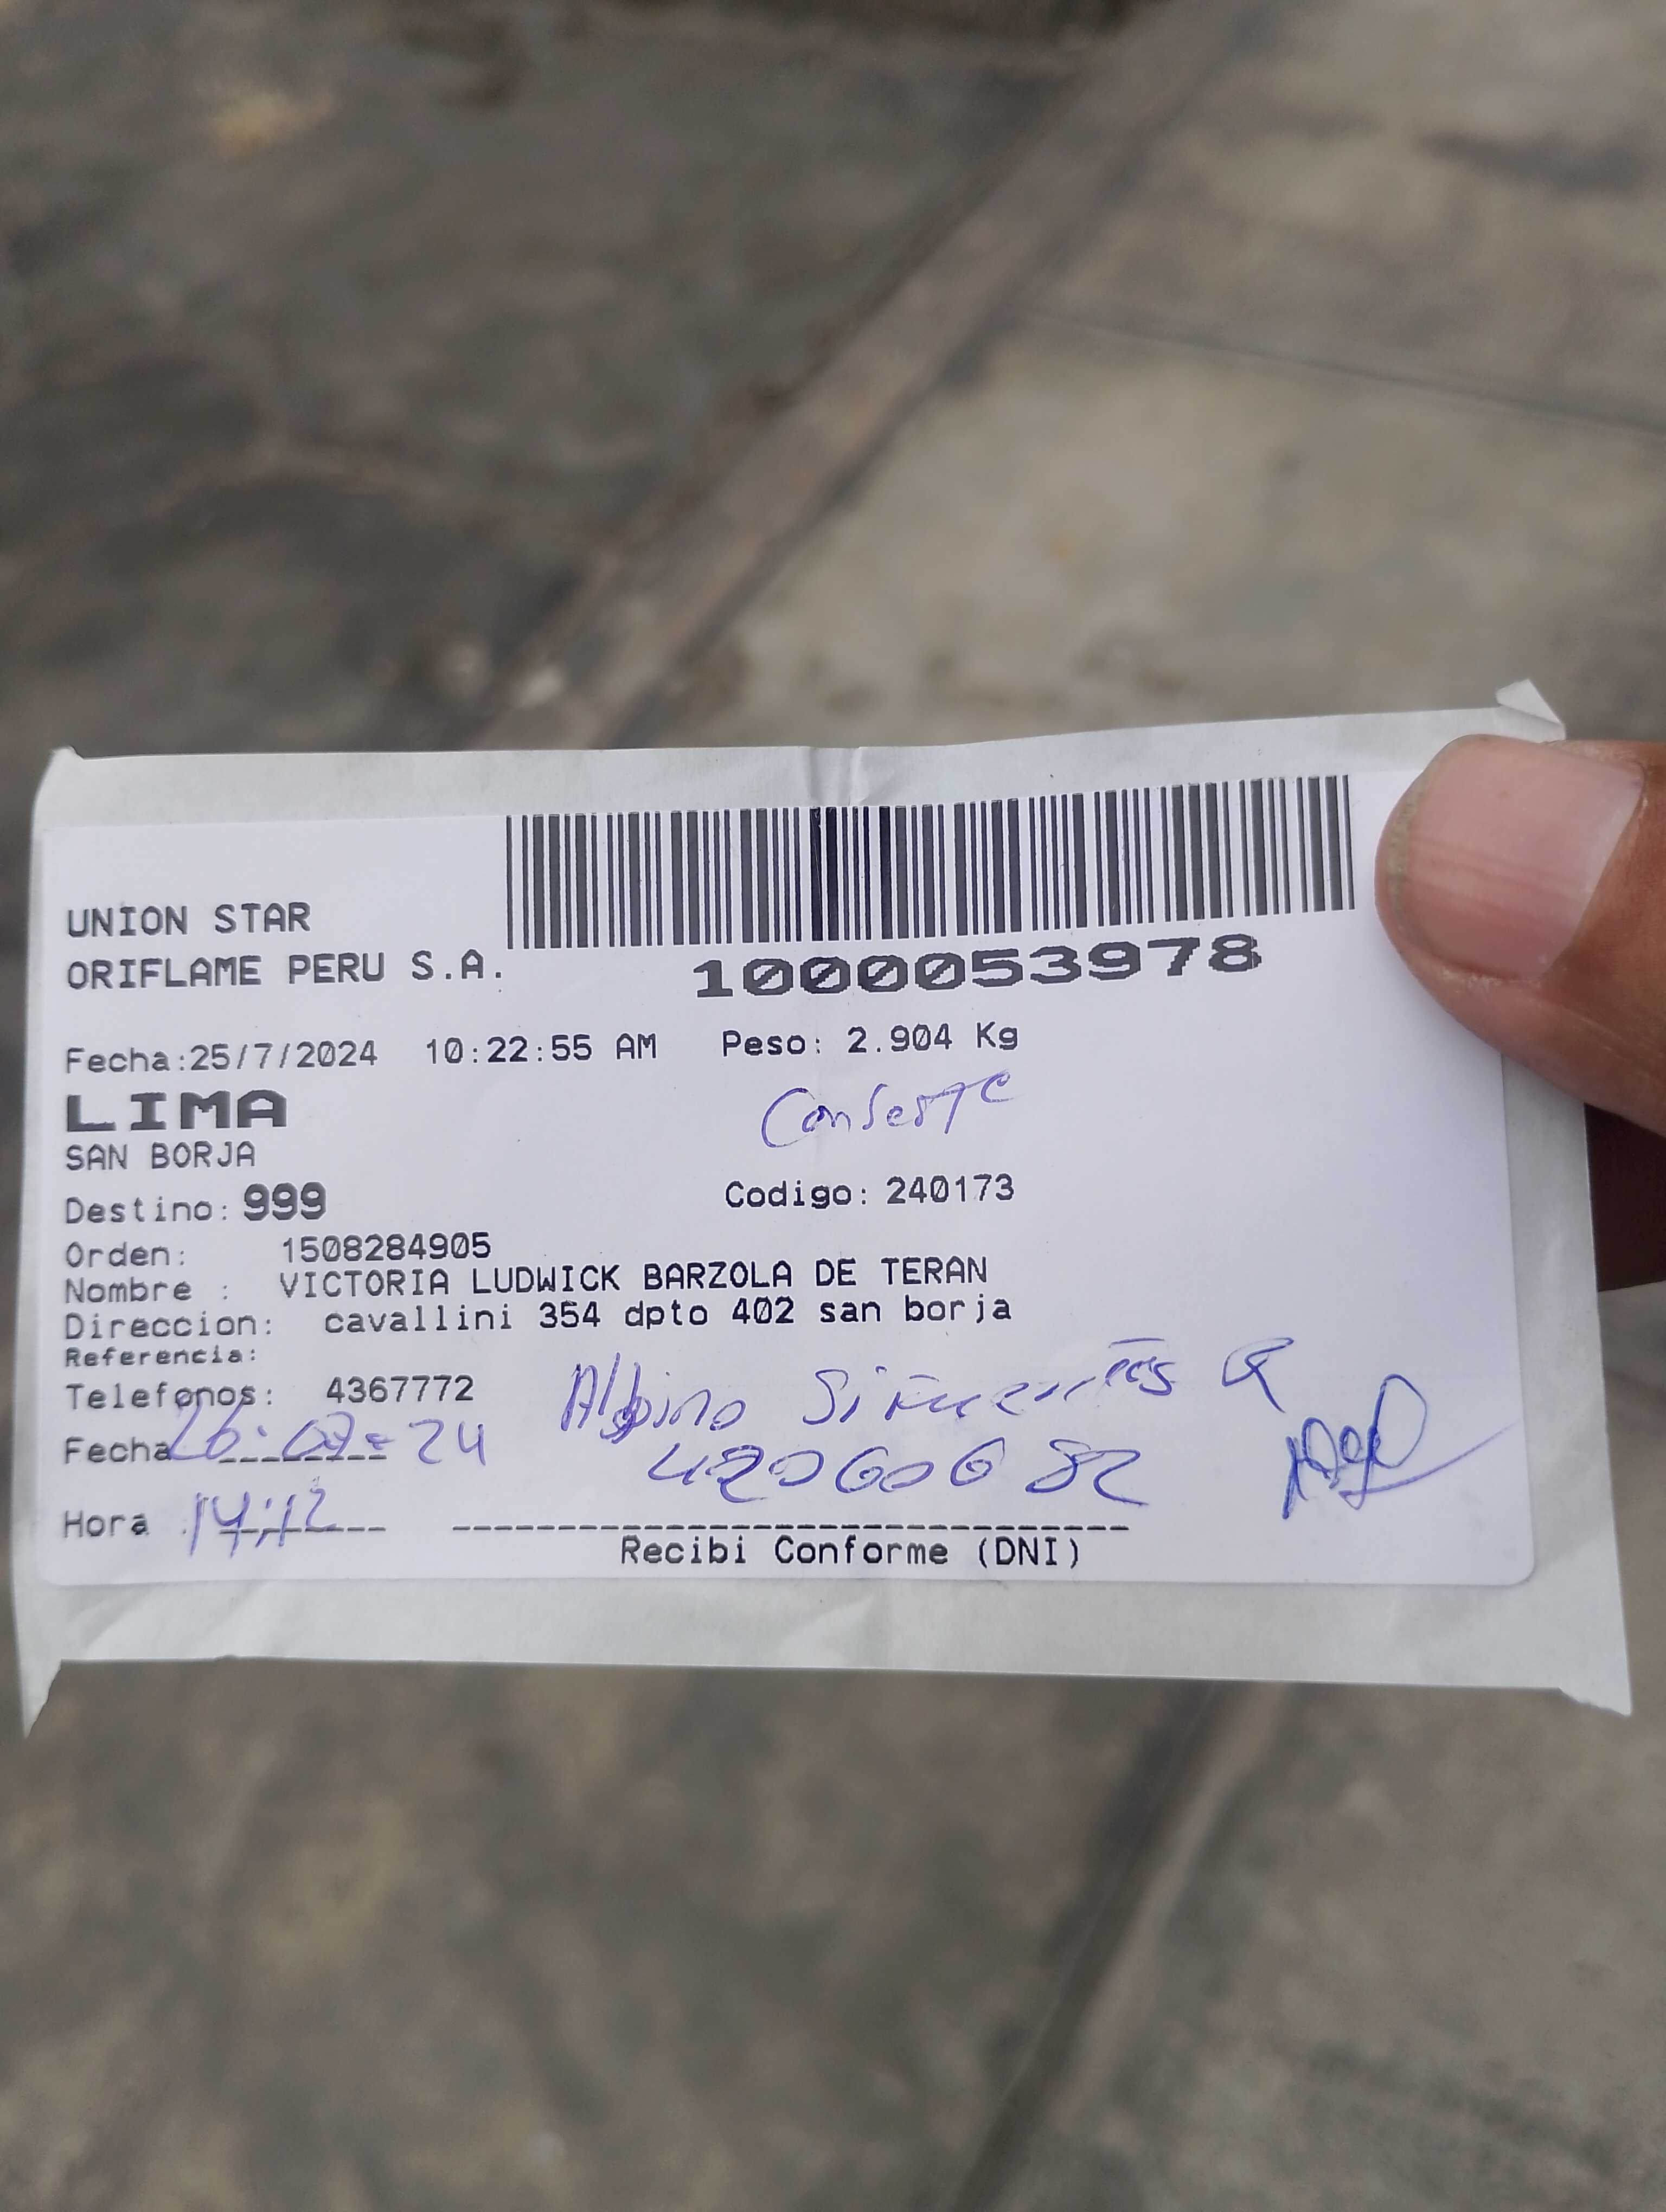 UNION STAR
ORIFLAME PERU S.A.
1000053978
Fecha:25/7/2024 10:22:55 AM Peso: 2.904 Kg
LIMA
SAN BORJA
Destino: 999
Codigo: 240173
Orden: 1508284905
Nombre : VICTORIA LUDWICK BARZOLA DE TERAN
Direccion: cavallini 354 dpto 402 san borja
Referencia:
Telefonos: 4367772
Albino
Fecha 26-07-24
Hora : 14:12
Recibi Conforme (DNI)